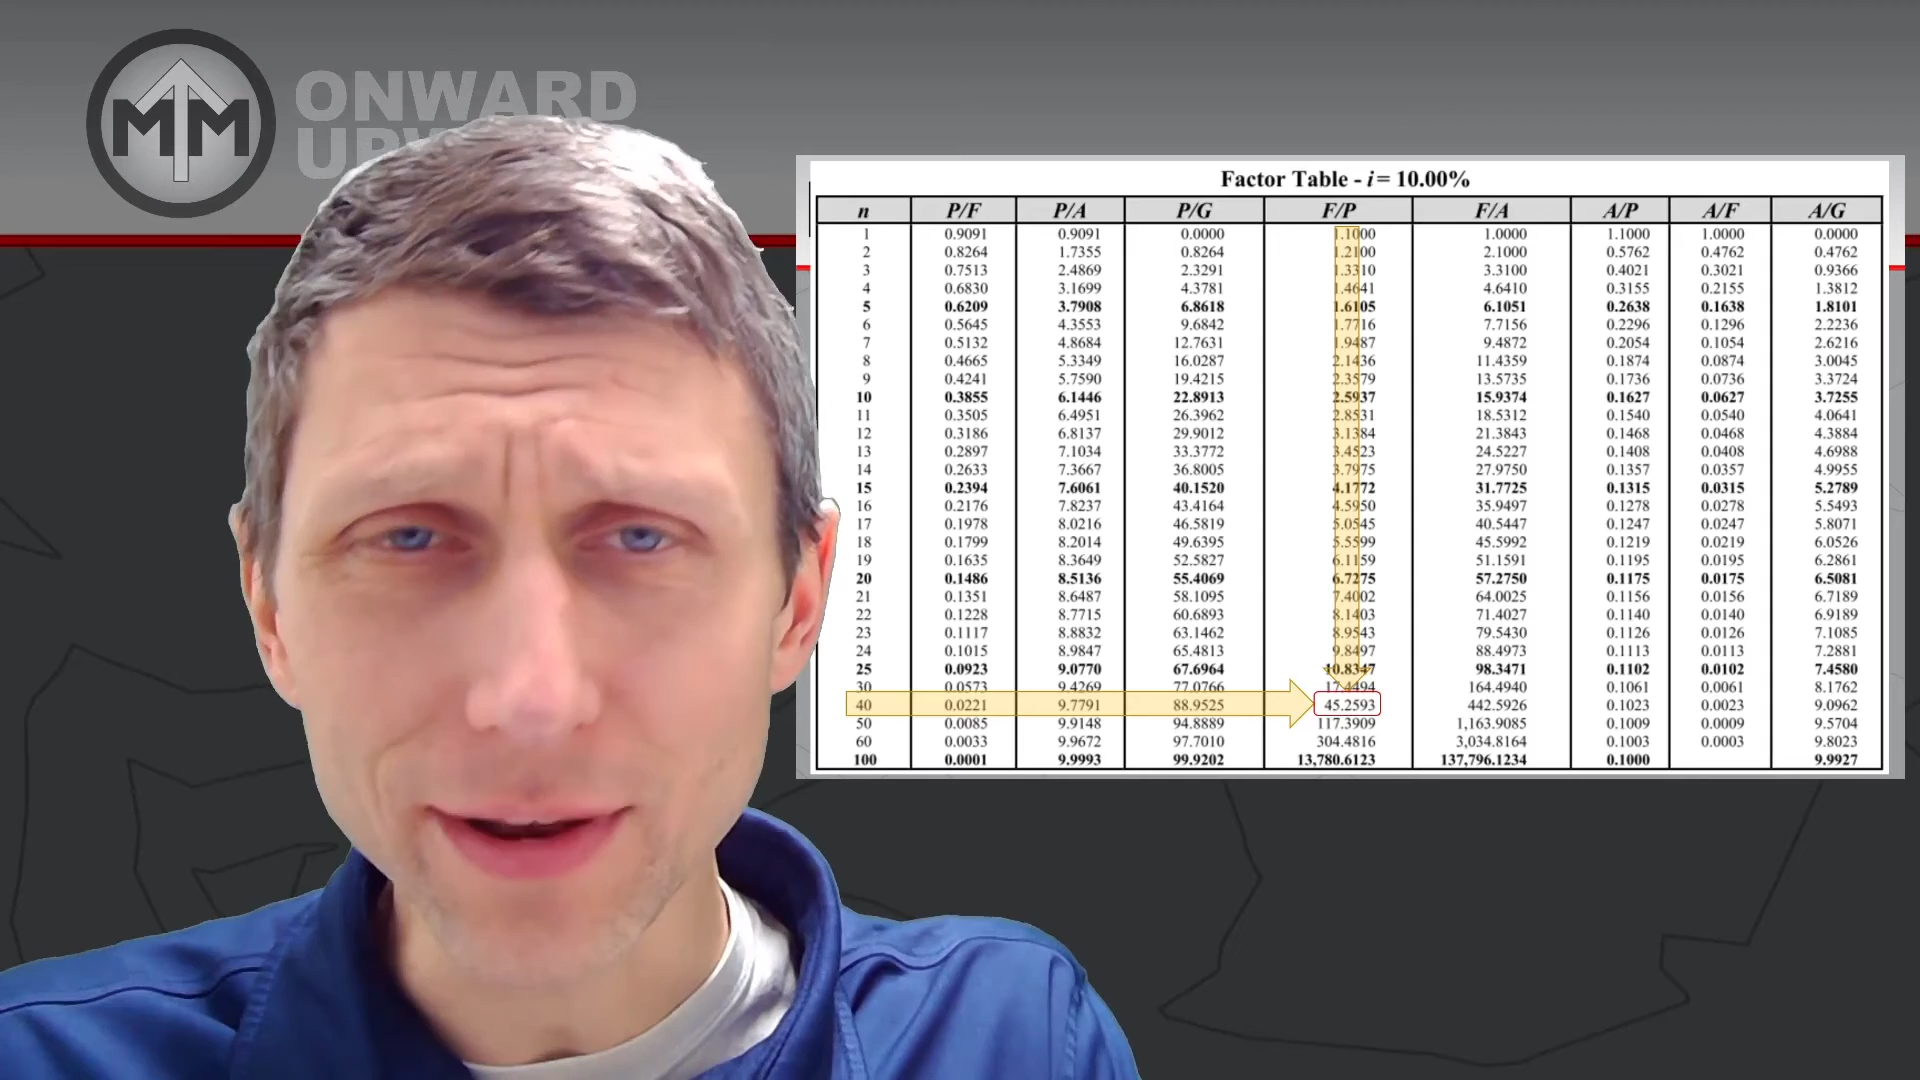 MM
ONWARD
Factor Table - i = 10.00%
n P/F P/A P/G F/P F/A A/P A/F A/G
1 0.9091 0.9091 0.0000 1.1000 1.0000 1.1000 1.0000 0.0000
2 0.8264 1.7355 0.8264 1.2100 2.1000 0.5762 0.4762 0.4762
3 0.7513 2.4869 2.3291 1.3310 3.3100 0.4021 0.3021 0.9366
4 0.6830 3.1699 4.3781 1.4641 4.6410 0.3155 0.2155 1.3812
5 0.6209 3.7908 6.8618 1.6105 6.1051 0.2638 0.1638 1.8101
6 0.5645 4.3553 9.6842 1.7716 7.7156 0.2296 0.1296 2.2236
7 0.5132 4.8684 12.7631 1.9487 9.4872 0.2054 0.1054 2.6216
8 0.4665 5.3349 16.0287 2.1436 11.4359 0.1874 0.0874 3.0045
9 0.4241 5.7590 19.4215 2.3579 13.5735 0.1736 0.0736 3.3724
10 0.3855 6.1446 22.8913 2.5937 15.9374 0.1627 0.0627 3.7255
11 0.3505 6.4951 26.3962 2.8531 18.5312 0.1540 0.0540 4.0641
12 0.3186 6.8137 29.9012 3.1384 21.3843 0.1468 0.0468 4.3884
13 0.2897 7.1034 33.3772 3.4523 24.5227 0.1408 0.0408 4.6988
14 0.2633 7.3667 36.8005 3.7975 27.9750 0.1357 0.0357 4.9955
15 0.2394 7.6061 40.1520 4.1772 31.7725 0.1315 0.0315 5.2789
16 0.2176 7.8237 43.4164 4.5950 35.9497 0.1278 0.0278 5.5493
17 0.1978 8.0216 46.5819 5.0545 40.5447 0.1247 0.0247 5.8071
18 0.1799 8.2014 49.6395 5.5599 45.5992 0.1219 0.0219 6.0526
19 0.1635 8.3649 52.5827 6.1159 51.1591 0.1195 0.0195 6.2861
20 0.1486 8.5136 55.4069 6.7275 57.2750 0.1175 0.0175 6.5081
21 0.1351 8.6487 58.1095 7.4002 64.0025 0.1156 0.0156 6.7189
22 0.1228 8.7715 60.6893 8.1403 71.4027 0.1140 0.0140 6.9189
23 0.1117 8.8832 63.1462 8.9543 79.5430 0.1126 0.0126 7.1085
24 0.1015 8.9847 65.4813 9.8497 88.4973 0.1113 0.0113 7.2881
25 0.0923 9.0770 67.6964 10.8347 98.3471 0.1102 0.0102 7.4580
30 0.0573 9.4269 77.0766 17.4494 164.4940 0.1061 0.0061 8.1762
40 0.0221 9.7791 88.9525 45.2593 442.5926 0.1023 0.0023 9.0962
50 0.0085 9.9148 94.8889 117.3909 1,163.9085 0.1009 0.0009 9.5704
60 0.0033 9.9672 97.7010 304.4816 3,034.8164 0.1003 0.0003 9.8023
100 0.0001 9.9993 99.9202 13,780.6123 137,796.1234 0.1000 9.9927